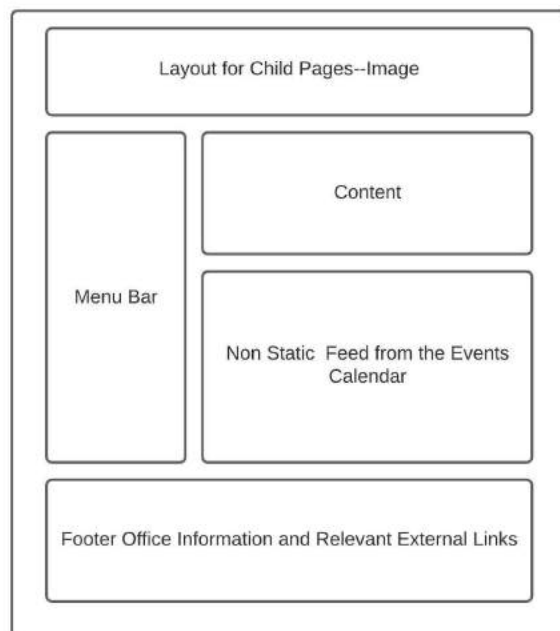 Layout for Child Pages--Image
Content
Menu Bar
Non Static Feed from the Events
Calendar
Footer Office Information and Relevant External Links